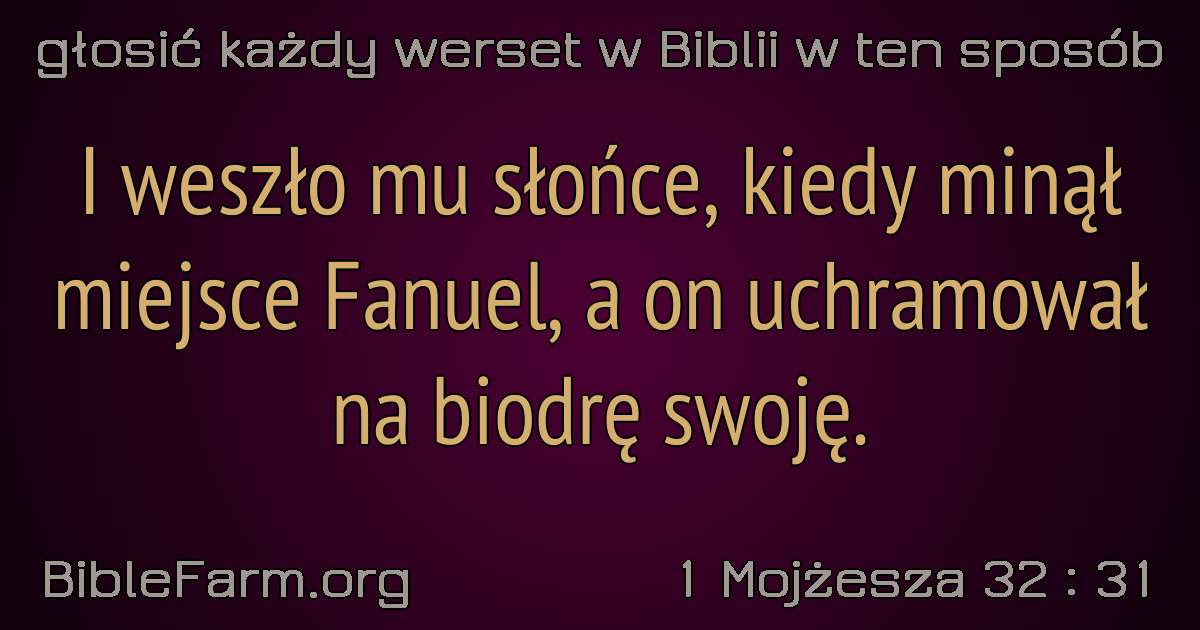 głosić każdy werset w Biblii w ten sposób
I weszło mu słońce, kiedy minął
miejsce Fanuel, a on uchramował
na biodrę swoję.
BibleFarm.org
1 Mojżesza 32 : 31